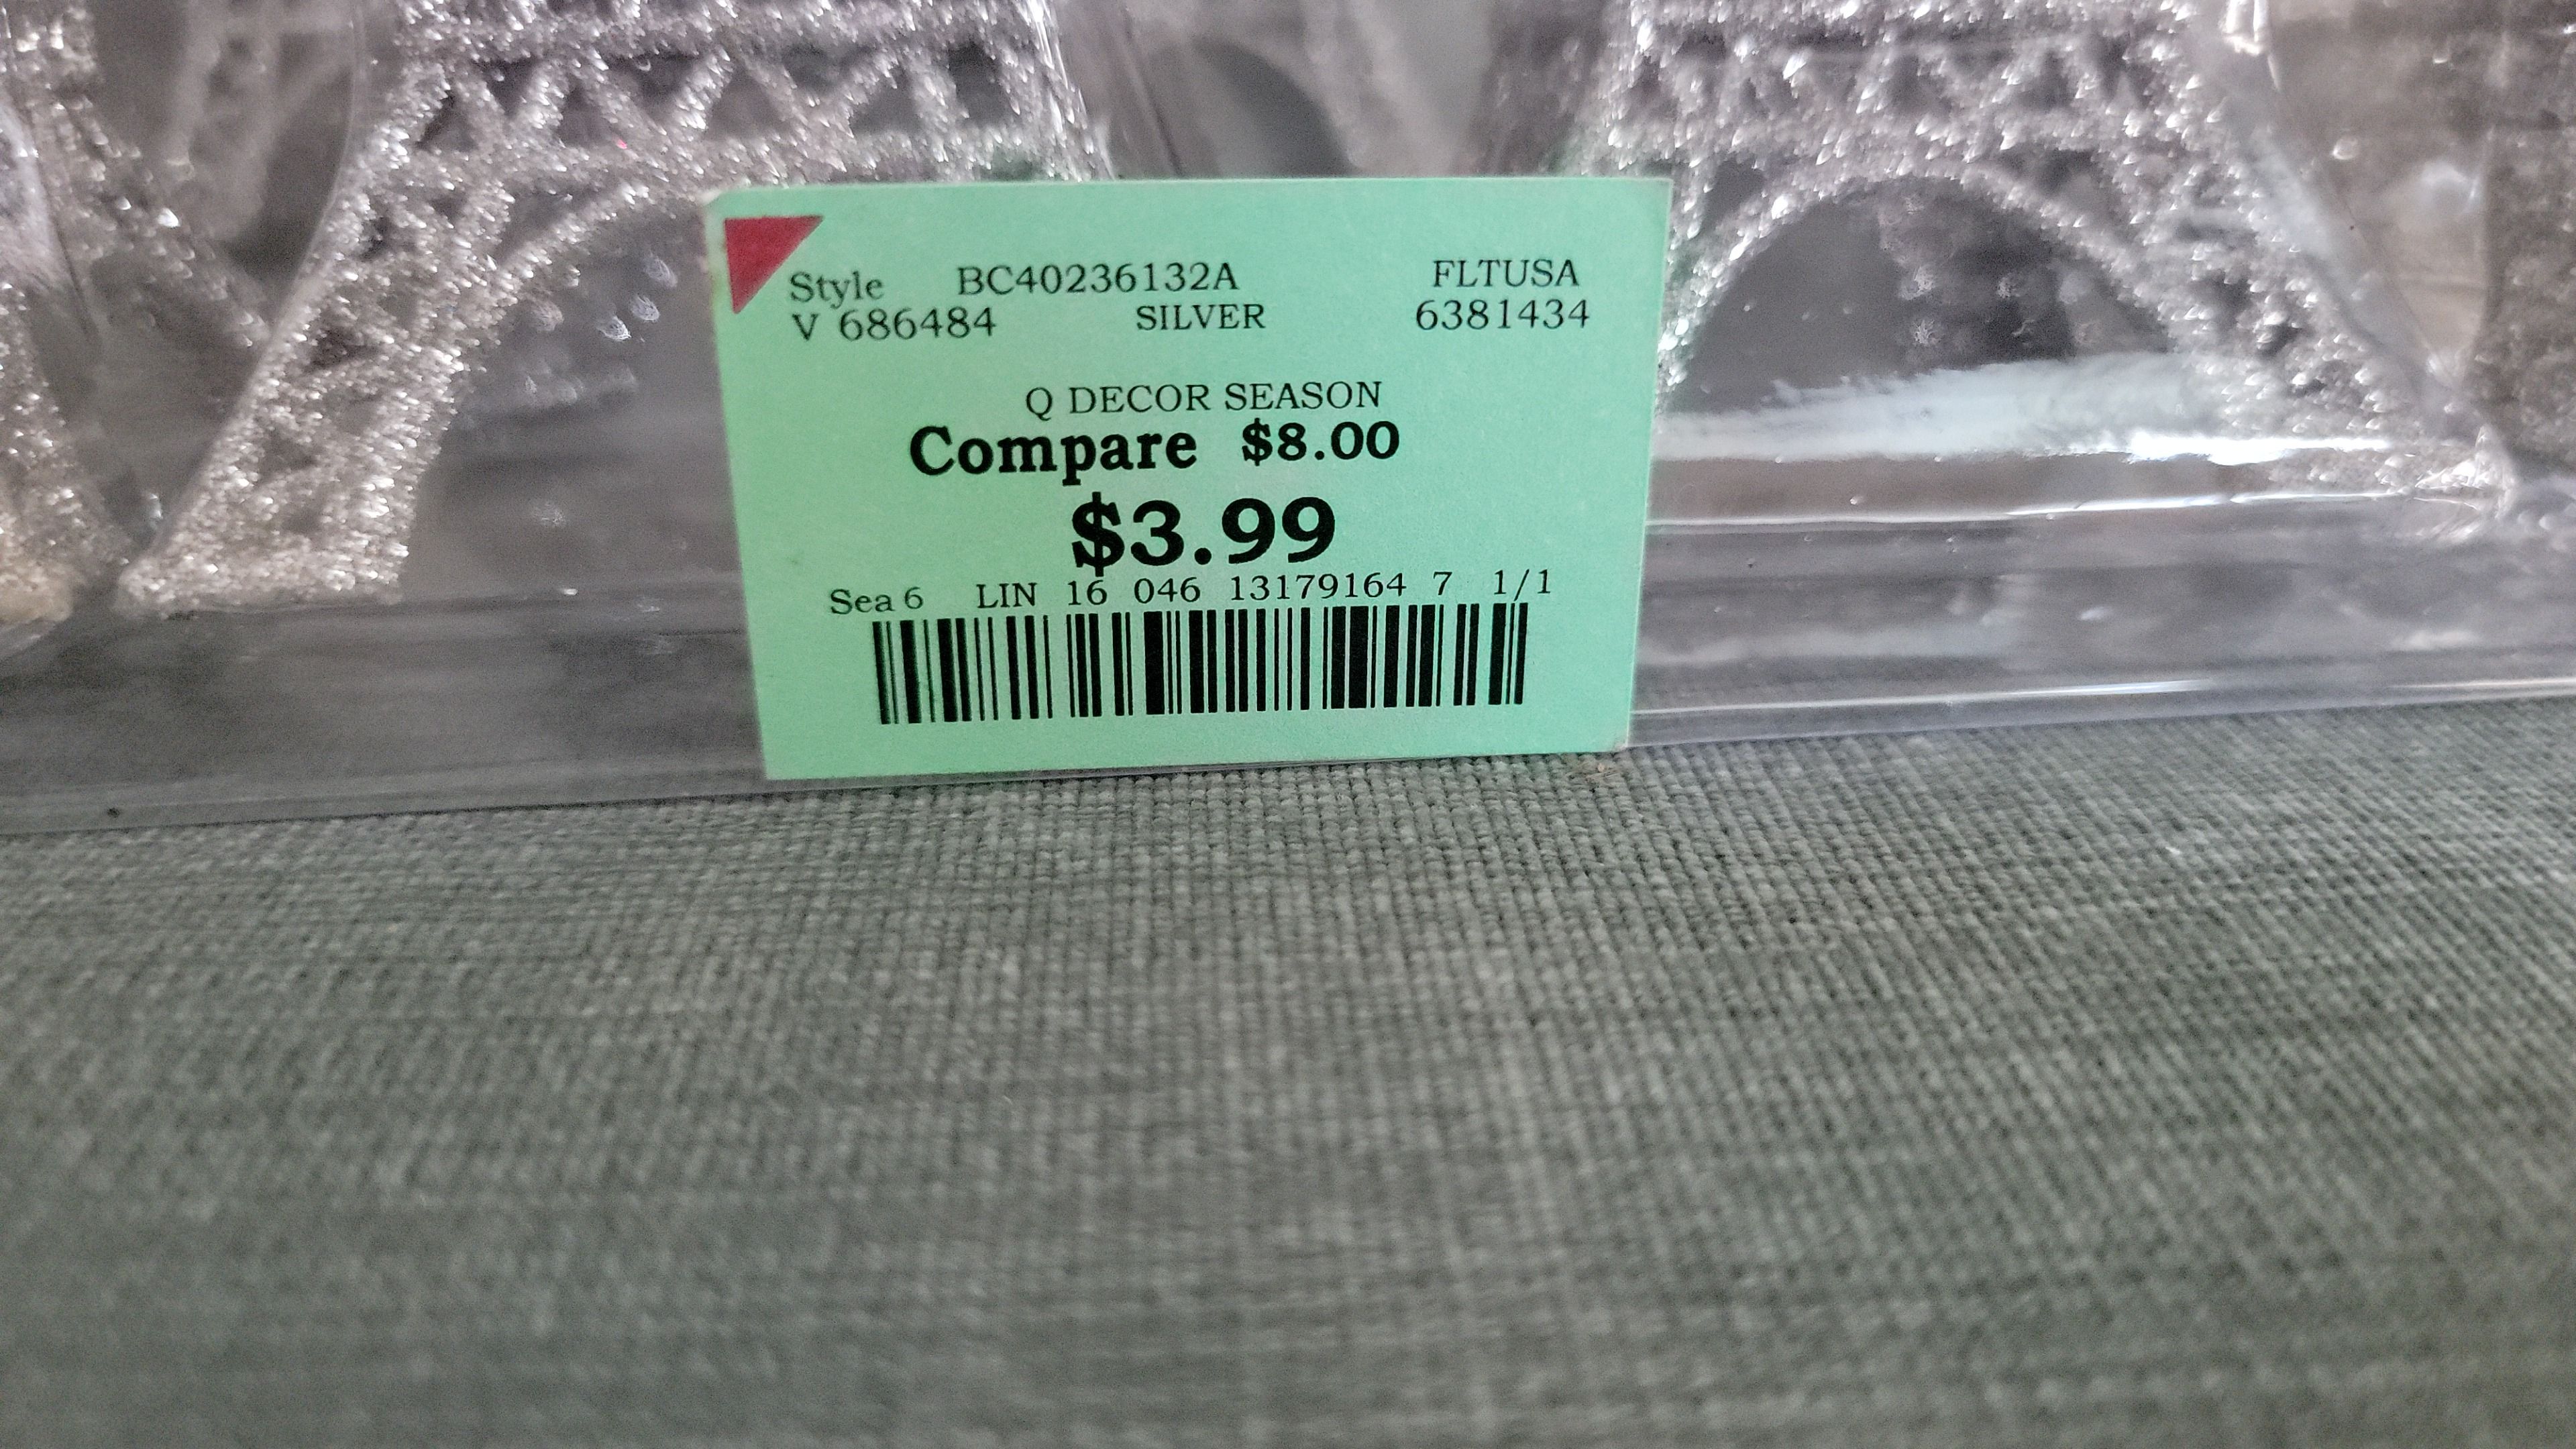 Style BC40236132A FLTUSA
V 686484 SILVER 6381434
Q DECOR SEASON
Compare $8.00
$3.99
Sea 6 LIN 16 046 13179164 7 1/1